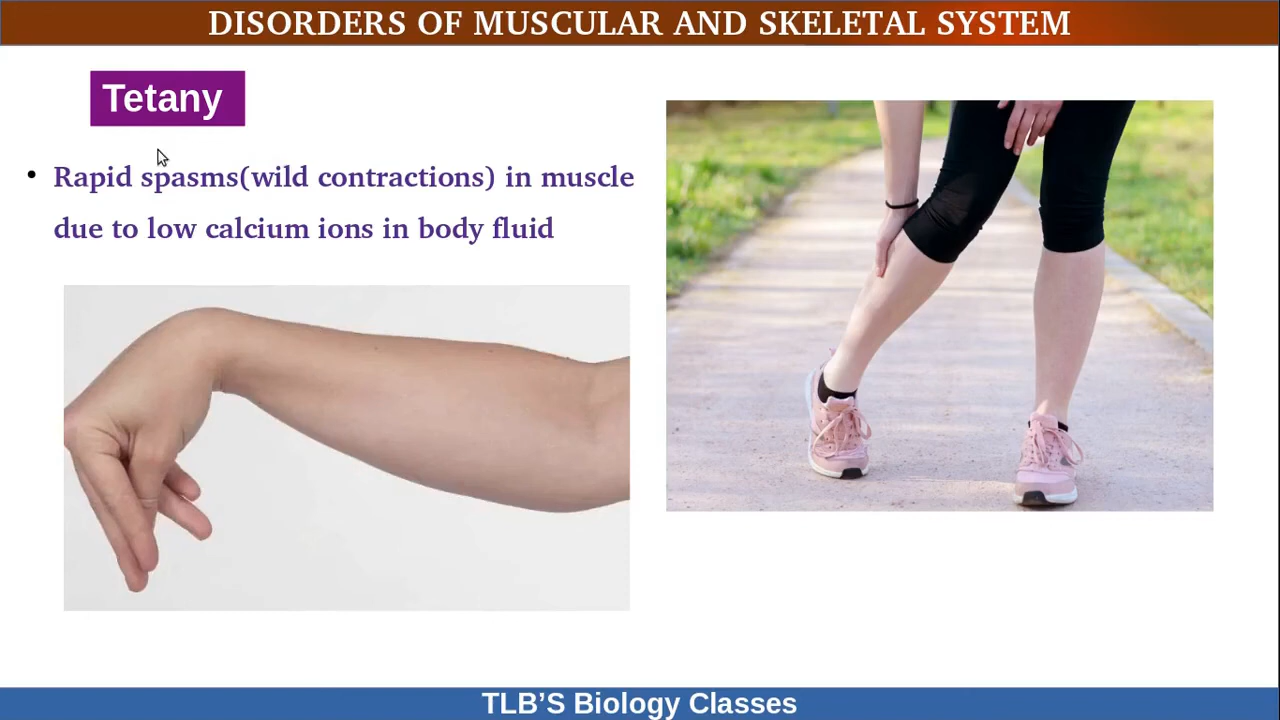 DISORDERS OF MUSCULAR AND SKELETAL SYSTEM
Tetany
• Rapid spasms(wild contractions) in muscle
due to low calcium ions in body fluid
TLB’S Biology Classes